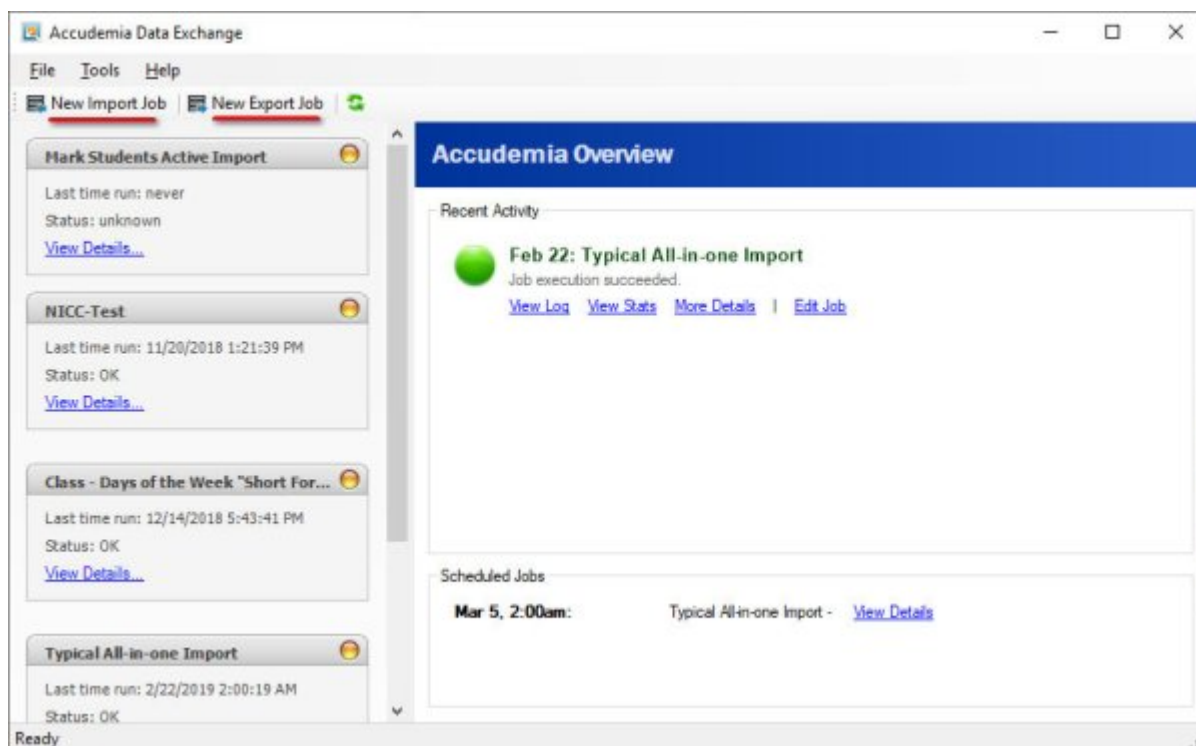 Accudemia Data Exchange
File Tools Help
New Import Job New Export Job
Mark Students Active Import
Last time run: never
Status: unknown
View Details...
NICC-Test
Last time run: 11/20/2018 1:21:39 PM
Status: OK
View Details...
Class - Days of the Week "Short For...
Last time run: 12/14/2018 5:43:41 PM
Status: OK
View Details...
Typical All-in-one Import
Last time run: 2/22/2019 2:00:19 AM
Status: OK
Accudemia Overview
Recent Activity
Feb 22: Typical All-in-one Import
Job execution succeeded.
View Log View Stats More Details | Edit Job
Scheduled Jobs
Mar 5, 2:00am: Typical All-in-one Import - View Details
Ready